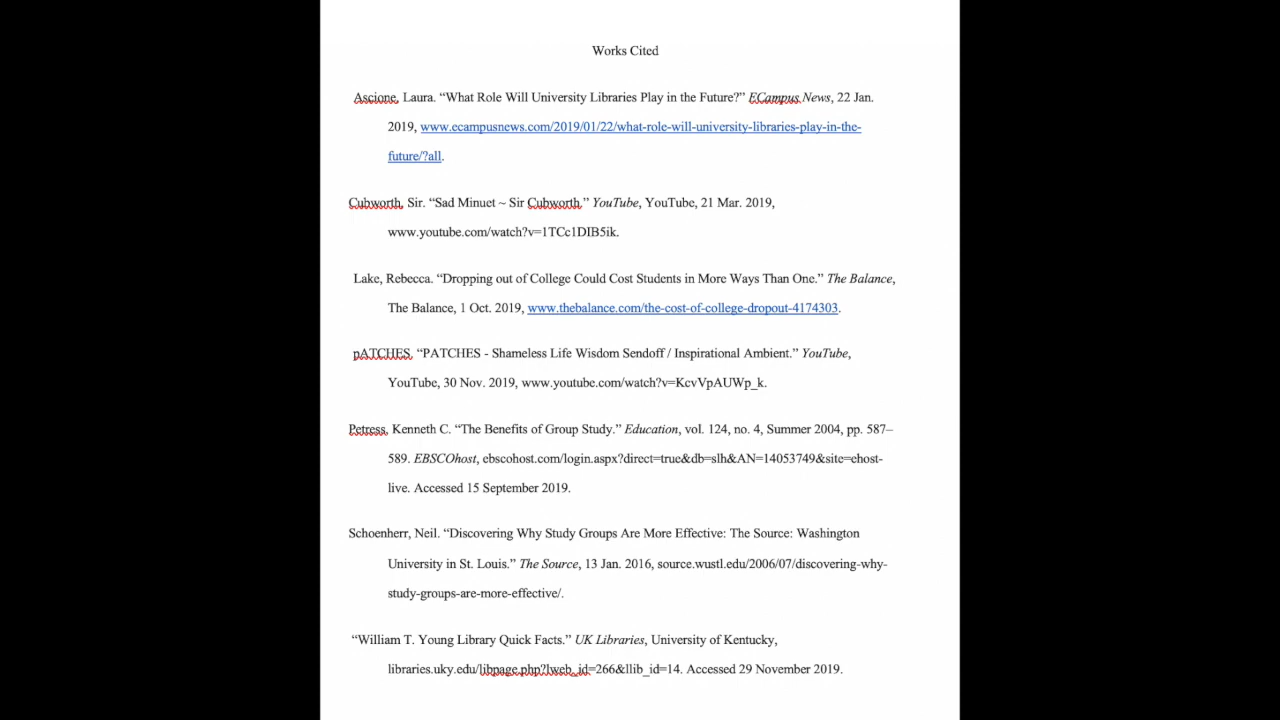 Works Cited
Ascione, Laura. “What Role Will University Libraries Play in the Future?” ECampus News, 22 Jan.
2019, www.ecampusnews.com/2019/01/22/what-role-will-university-libraries-play-in-the-
future/?all.
Cubworth, Sir. “Sad Minuet ~ Sir Cubworth.” YouTube, YouTube, 21 Mar. 2019,
www.youtube.com/watch?v=1TCc1DIB5ik.
Lake, Rebecca. “Dropping out of College Could Cost Students in More Ways Than One.” The Balance,
The Balance, 1 Oct. 2019, www.thebalance.com/the-cost-of-college-dropout-4174303.
pATCHES. “PATCHES - Shameless Life Wisdom Sendoff / Inspirational Ambient.” YouTube,
YouTube, 30 Nov. 2019, www.youtube.com/watch?v=KcvVpAUWp_k.
Petress, Kenneth C. “The Benefits of Group Study.” Education, vol. 124, no. 4, Summer 2004, pp. 587–
589. EBSCOhost, ebscohost.com/login.aspx?direct=true&db=slh&AN=14053749&site=ehost-
live. Accessed 15 September 2019.
Schoenherr, Neil. “Discovering Why Study Groups Are More Effective: The Source: Washington
University in St. Louis.” The Source, 13 Jan. 2016, source.wustl.edu/2006/07/discovering-why-
study-groups-are-more-effective/.
“William T. Young Library Quick Facts.” UK Libraries, University of Kentucky,
libraries.uky.edu/libpage.php?lweb_id=266&llib_id=14. Accessed 29 November 2019.